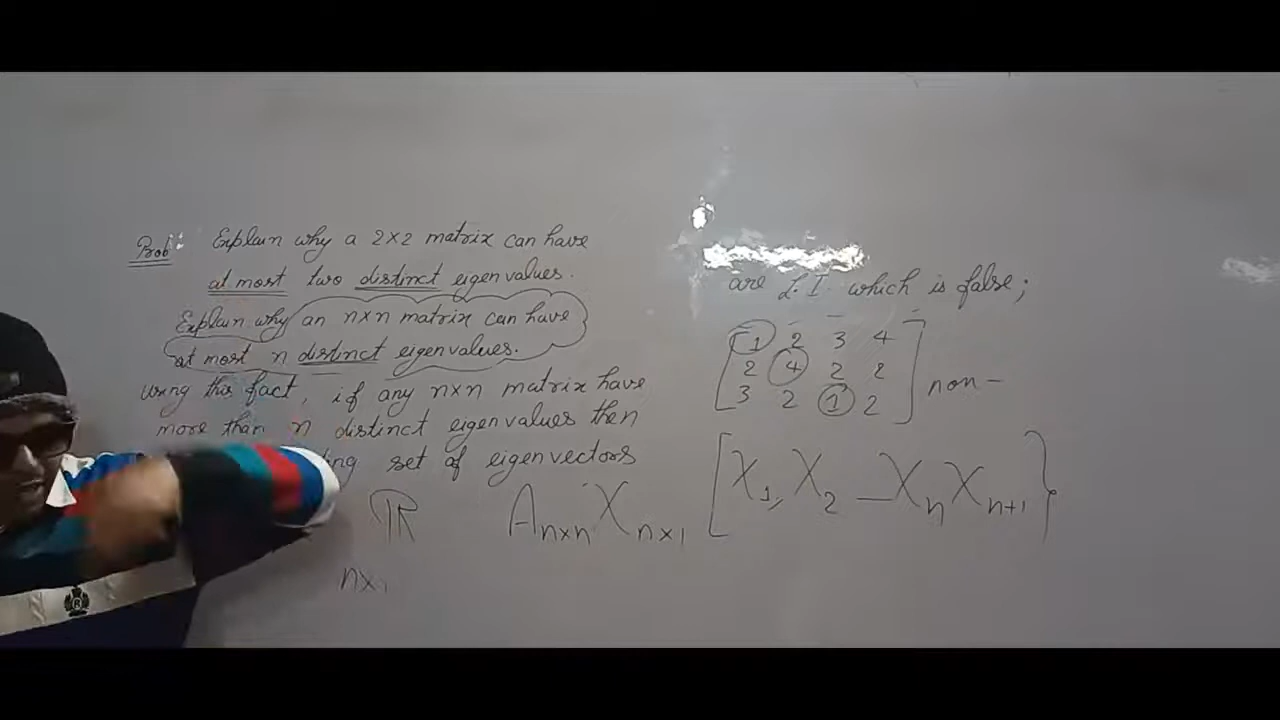 Prob: Explain why a 2×2 matrix can have
at most two distinct eigenvalues.
Explain why an n×n matrix can have
at most n distinct eigenvalues.
Using this fact, if any n×n matrix have
more than n distinct eigenvalues then
set of eigenvectors
ℝ
n×1
A n×n X n×1
are L.I. which is false;
1 2 3 4
2 4 2 2
3 2 1 2
non-
[X1, X2 — Xn Xn+1}